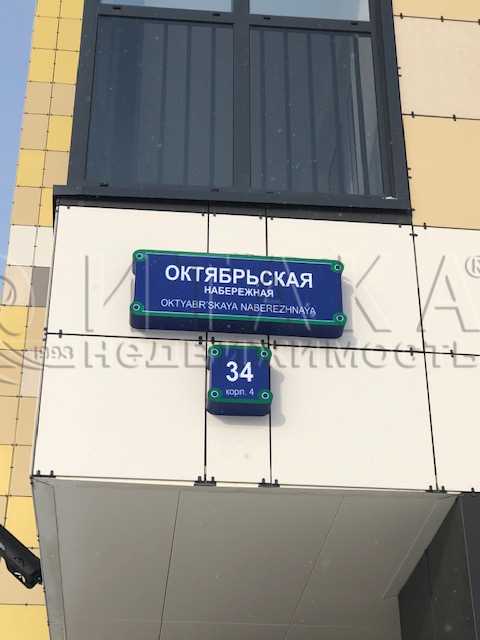 ОКТЯБРЬСКАЯ
НАБЕРЕЖНАЯ
OKTYABR'SKAYA NABEREZHNAYA
ИТАКА ®
1993 недвижимость
34
корп. 4